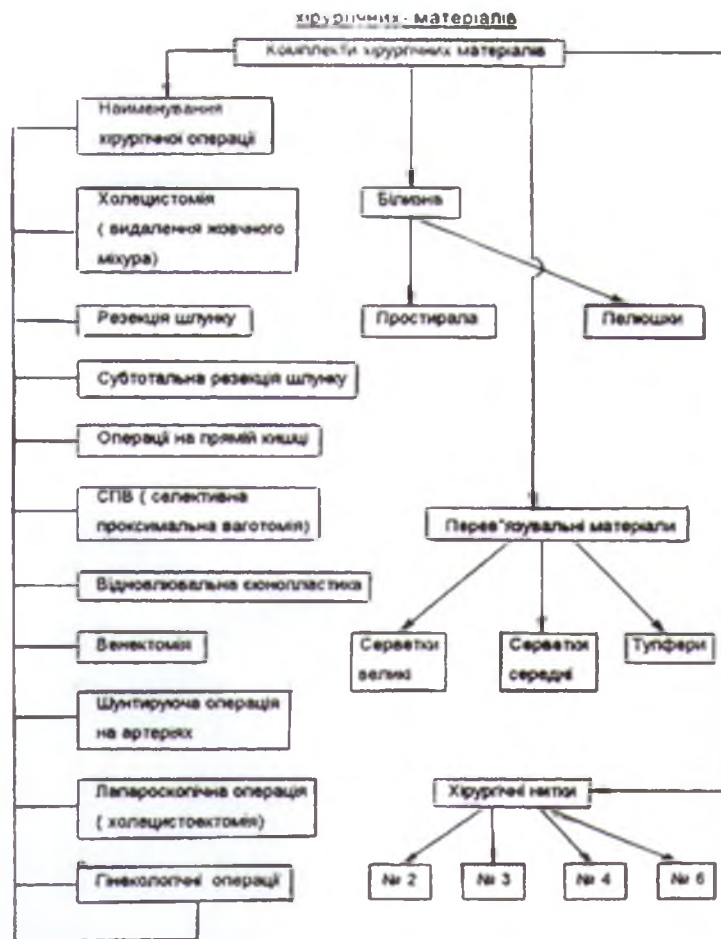 хірургічних матеріалів
Комплекти хірургічних матеріалів
Найменування
хірургічної операції
Холецистомія
( видалення жовчного
міхура)
Білизна
Резекція шлунку
Простирала
Пелюшки
Субтотальна резекція шлунку
Операції на прямій кишці
СПВ ( селективна
проксимальна ваготомія)
Перев"язувальні матеріали
Відновлювальна єюнопластика
Венектомія
Серветки
великі
Серветки
середні
Тупфери
Шунтируюча операція
на артеріях
Лапароскопічна операція
( холецистоектомія)
Хірургічні нитки
Гінекологічні операції
№ 2
№ 3
№ 4
№ 6